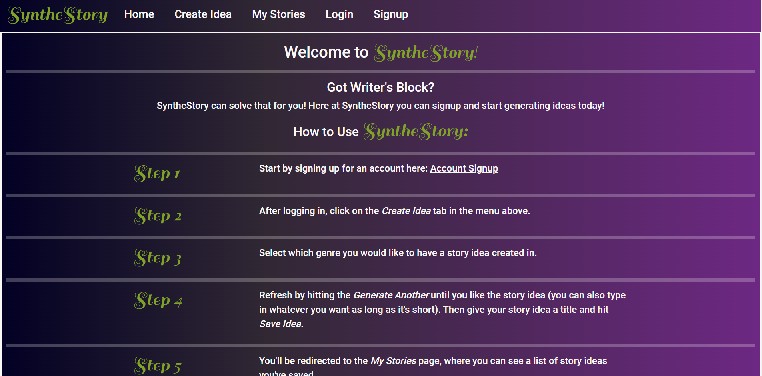 SyntheStory Home Create Idea My Stories Login Signup
Welcome to SyntheStory!
Got Writer's Block?
SyntheStory can solve that for you! Here at SyntheStory you can signup and start generating ideas today!
How to Use SyntheStory:
Step 1 Start by signing up for an account here: Account Signup
Step 2 After logging in, click on the Create Idea tab in the menu above.
Step 3 Select which genre you would like to have a story idea created in.
Step 4 Refresh by hitting the Generate Another until you like the story idea (you can also type
in whatever you want as long as it's short). Then give your story idea a title and hit
Save Idea.
Step 5 You'll be redirected to the My Stories page, where you can see a list of story ideas
you've saved